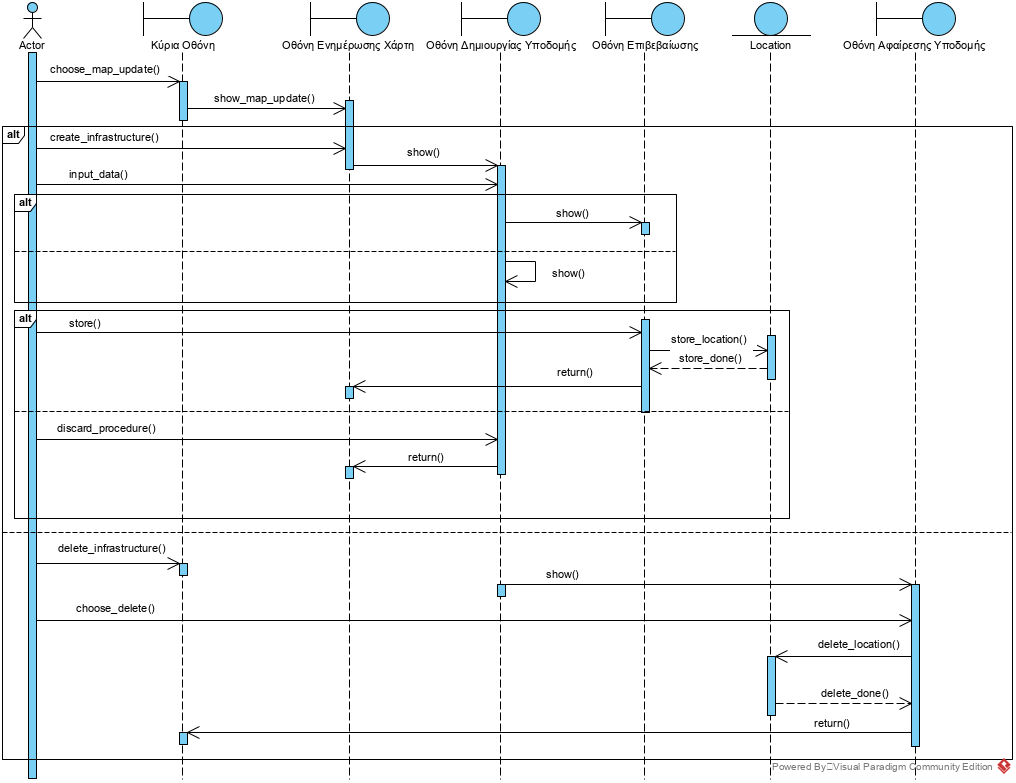 Actor
Κύρια Οθόνη
Οθόνη Ενημέρωσης Χάρτη
Οθόνη Δημιουργίας Υποδομής
Οθόνη Επιβεβαίωσης
Location
Οθόνη Αφαίρεσης Υποδομής
choose_map_update()
show_map_update()
alt
create_infrastructure()
show()
input_data()
alt
show()
show()
alt
store()
store_location()
store_done()
return()
discard_procedure()
return()
delete_infrastructure()
show()
choose_delete()
delete_location()
delete_done()
return()
Powered By Visual Paradigm Community Edition